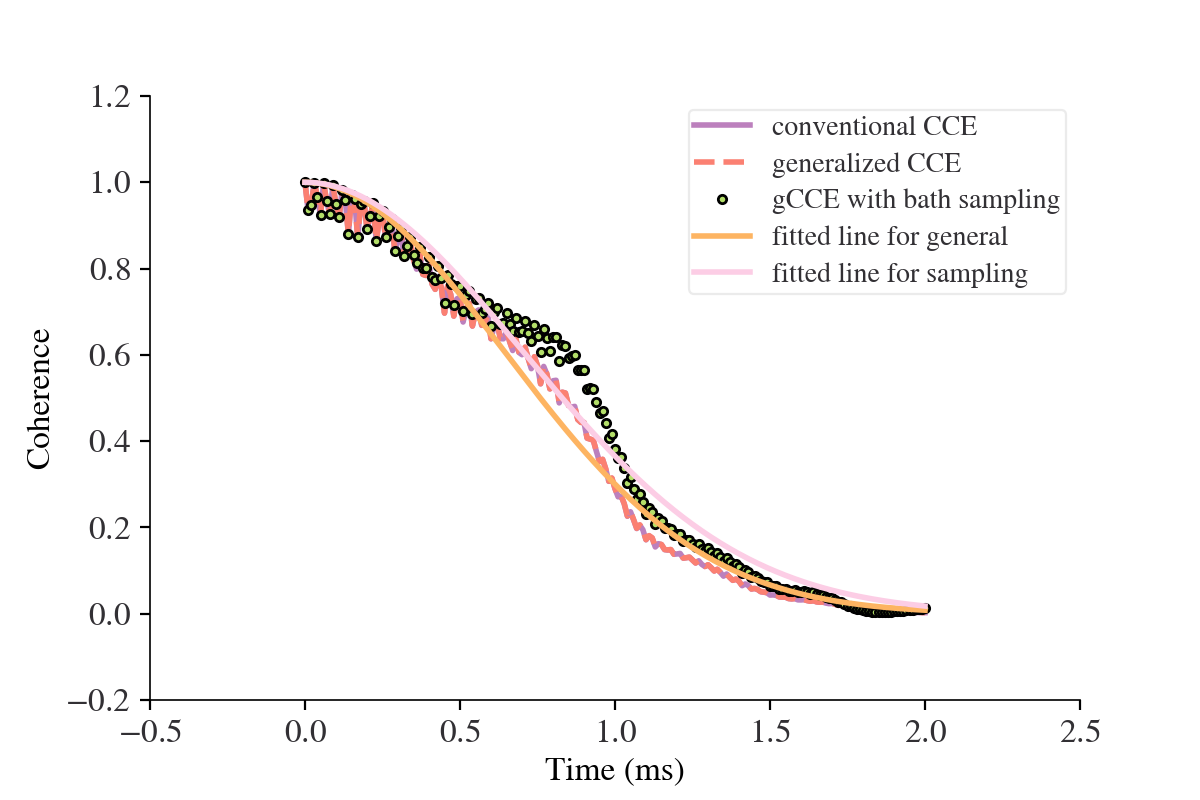 1.2
1.0
0.8
0.6
0.4
0.2
0.0
−0.2
Coherence
conventional CCE
generalized CCE
gCCE with bath sampling
fitted line for general
fitted line for sampling
−0.5 0.0 0.5 1.0 1.5 2.0 2.5
Time (ms)